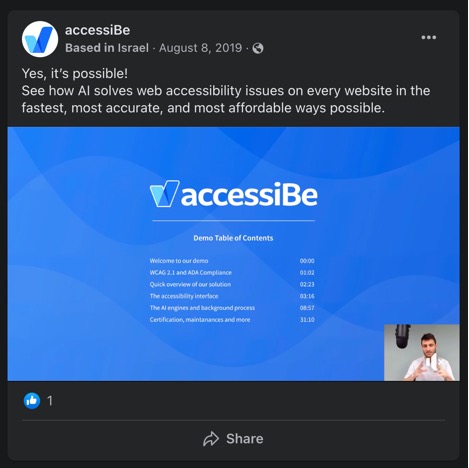 accessiBe
Based in Israel · August 8, 2019 ·
Yes, it's possible!
See how AI solves web accessibility issues on every website in the
fastest, most accurate, and most affordable ways possible.
accessiBe
Demo Table of Contents
Welcome to our demo 00:00
WCAG 2.1 and ADA Compliance 01:02
Quick overview of our solution 02:23
The accessibility interface 03:16
The AI engines and background process 08:57
Certification, maintanances and more 31:10
1
Share